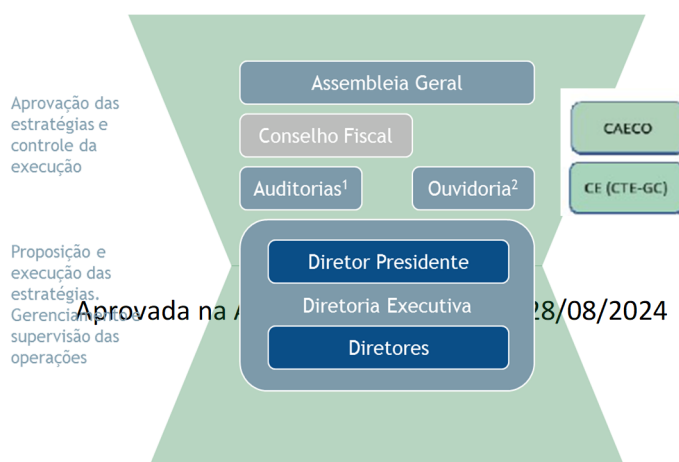 Assembleia Geral
Aprovação das
estratégias e
controle da
execução
Conselho Fiscal
CAECO
Auditorias¹
Ouvidoria²
CE (CTE-GC)
Proposição e
execução das
estratégias.
Gerenciamento e
supervisão das
operações
Diretor Presidente
Diretoria Executiva
Diretores
Aprovada na A
28/08/2024